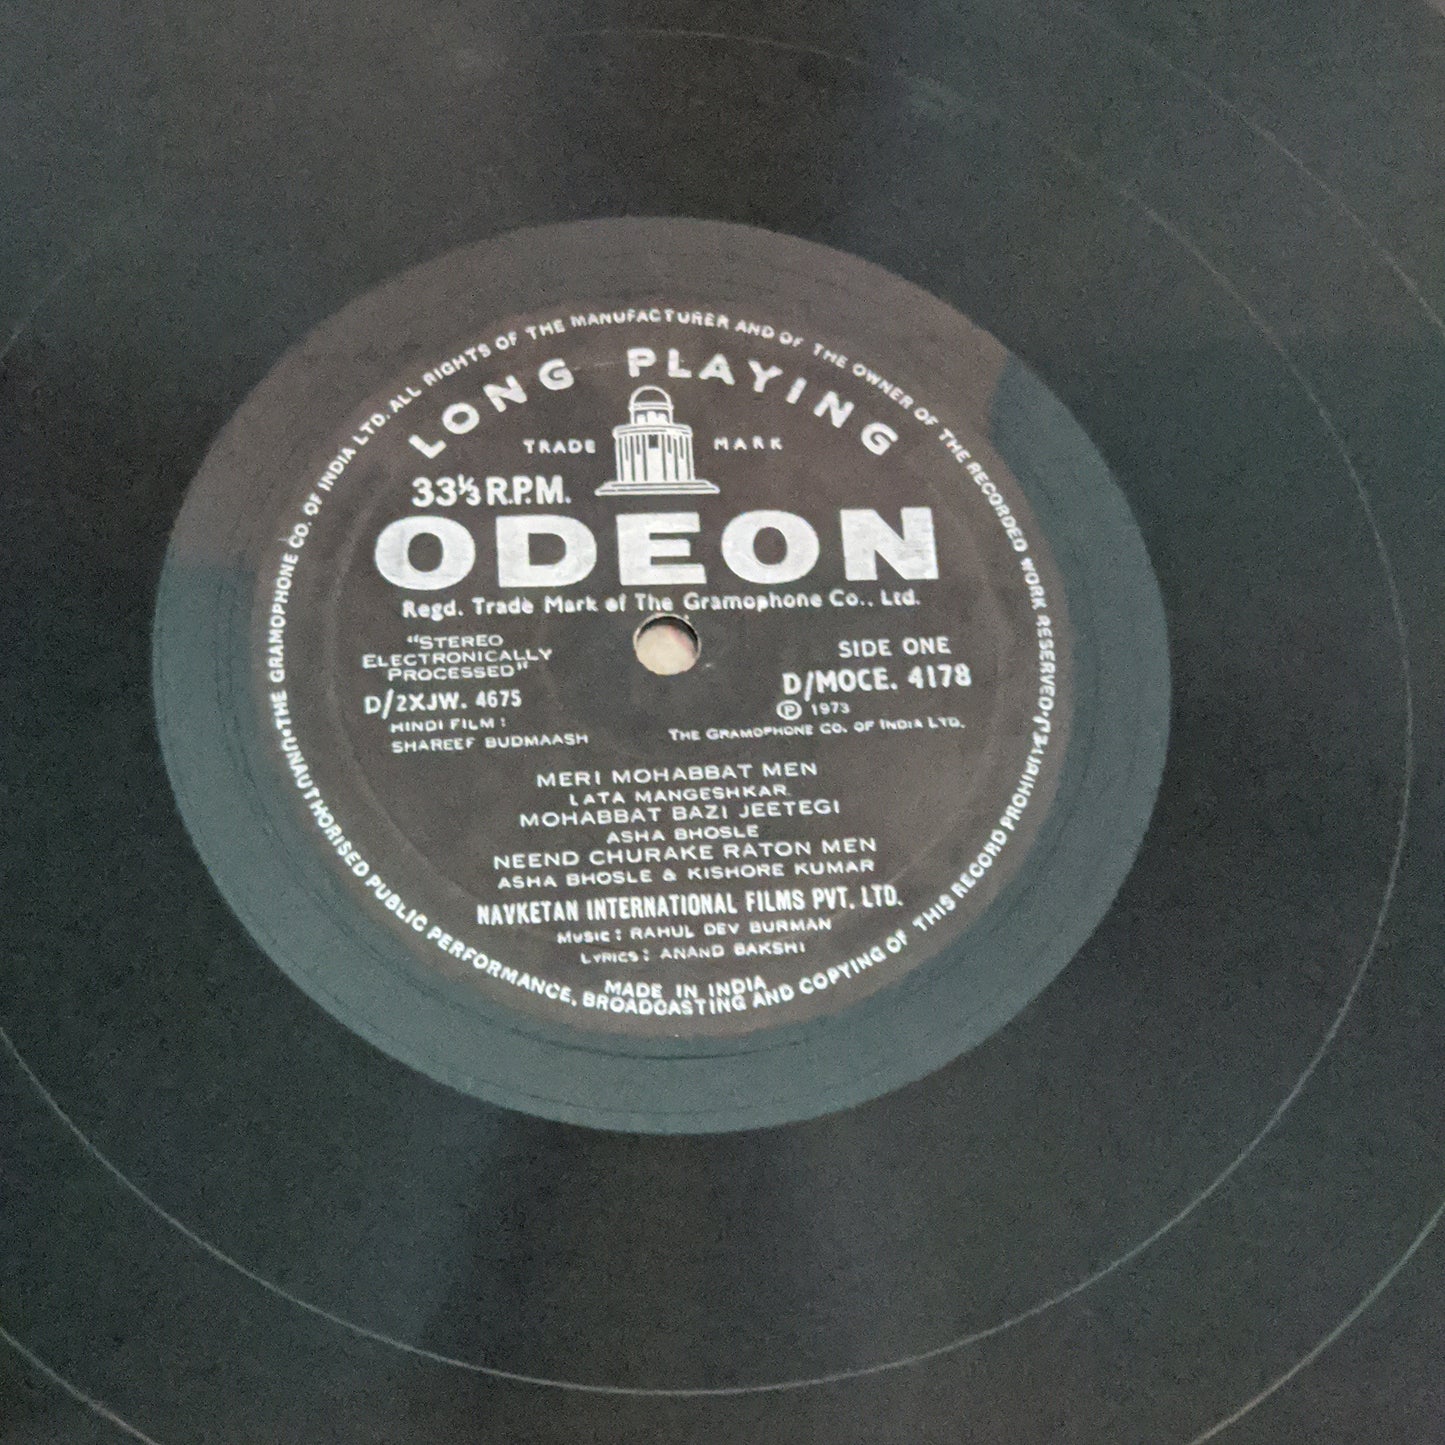 LONG PLAYING
TRADE MARK
33⅓ R.P.M.
ODEON
Regd. Trade Mark of The Gramophone Co., Ltd.
"STEREO
ELECTRONICALLY
PROCESSED"
D/2XJW. 4675
HINDI FILM :
SHAREEF BUDMAASH
SIDE ONE
D/MOCE. 4178
Ⓟ 1973
THE GRAMOPHONE CO. OF INDIA LTD.
MERI MOHABBAT MEN
LATA MANGESHKAR
MOHABBAT BAZI JEETEGI
ASHA BHOSLE
NEEND CHURAKE RATON MEN
ASHA BHOSLE & KISHORE KUMAR
NAVKETAN INTERNATIONAL FILMS PVT. LTD.
MUSIC : RAHUL DEV BURMAN
LYRICS : ANAND BAKSHI
MADE IN INDIA
THE GRAMOPHONE CO. OF INDIA LTD. ALL RIGHTS OF THE MANUFACTURER AND OF THE OWNER OF THE RECORDED WORK RESERVED • UNAUTHORISED PUBLIC PERFORMANCE, BROADCASTING AND COPYING OF THIS RECORD PROHIBITED •